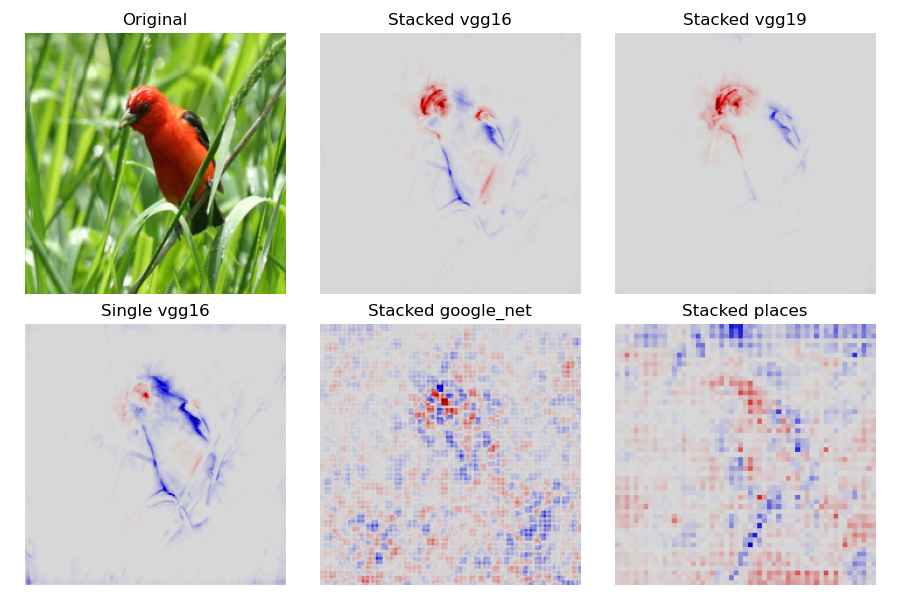 Original
Stacked vgg16
Stacked vgg19
Single vgg16
Stacked google_net
Stacked places